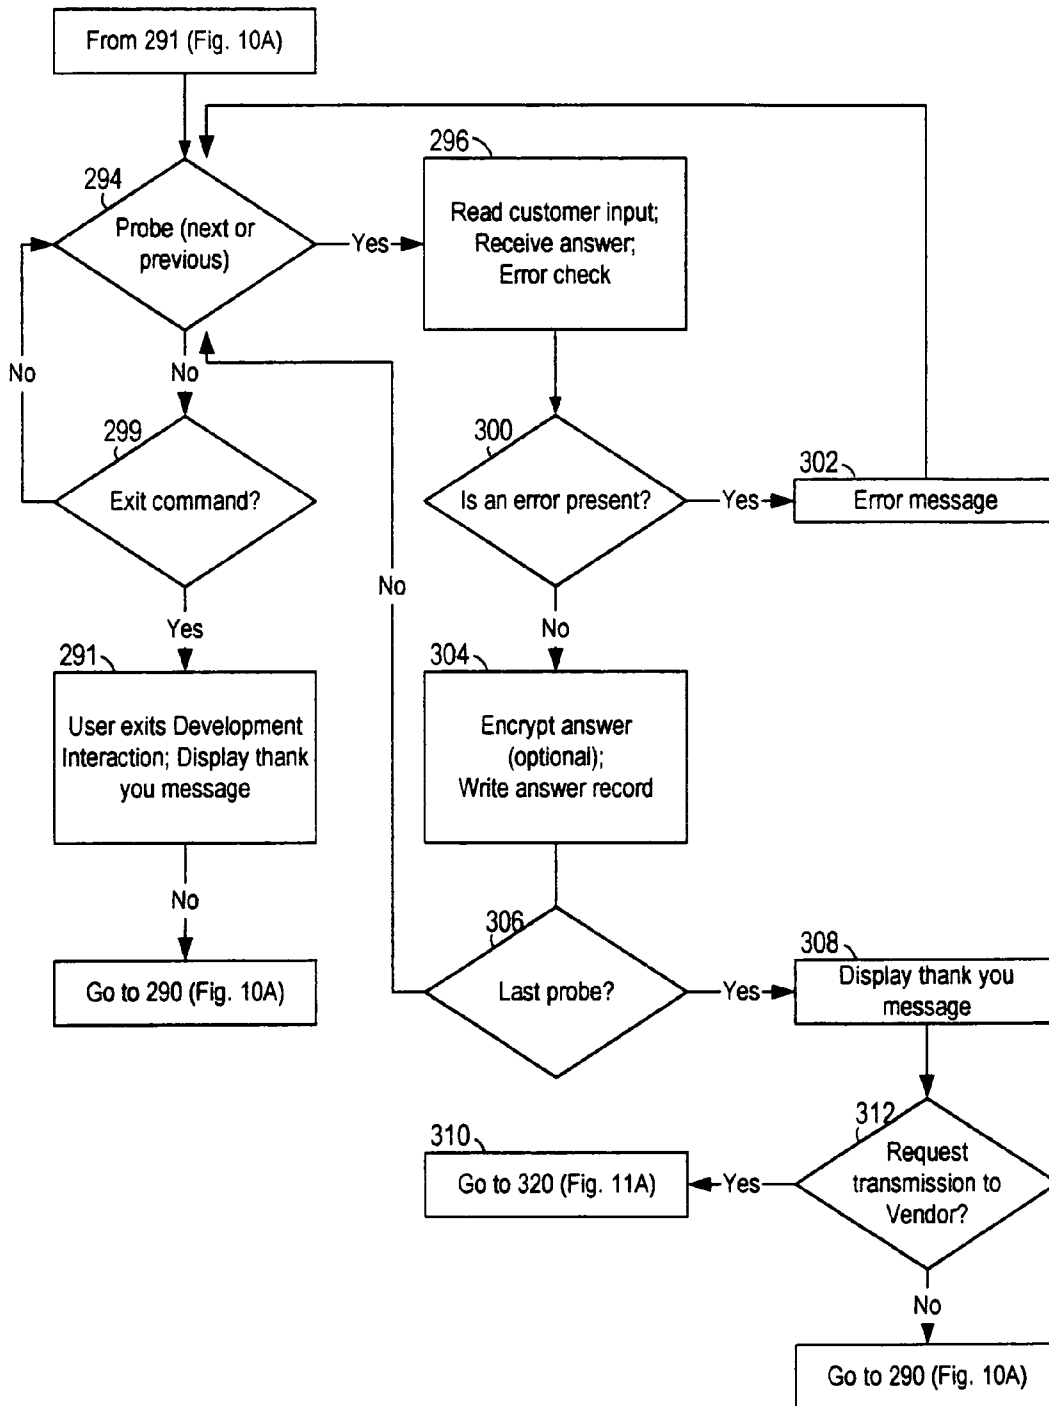 From 291 (Fig. 10A)
294
Probe (next or
previous)
Yes
296
Read customer input;
Receive answer;
Error check
No
No
299
Exit command?
300
Is an error present?
Yes
302
Error message
No
Yes
No
291
User exits Development
Interaction; Display thank
you message
304
Encrypt answer
(optional);
Write answer record
No
306
Last probe?
Yes
308
Display thank you
message
Go to 290 (Fig. 10A)
312
Request
transmission to
Vendor?
Yes
310
Go to 320 (Fig. 11A)
No
Go to 290 (Fig. 10A)